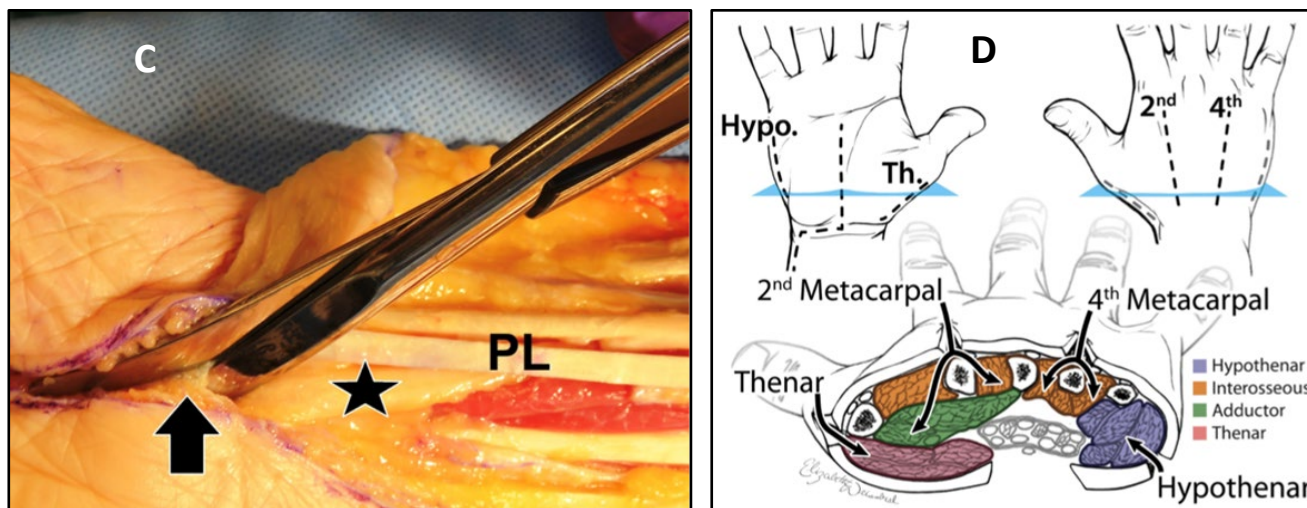 C
PL
D
Hypo.
Th.
2nd
4th
2nd Metacarpal
4th Metacarpal
Thenar
Hypothenar
Interosseous
Adductor
Thenar
Hypothenar